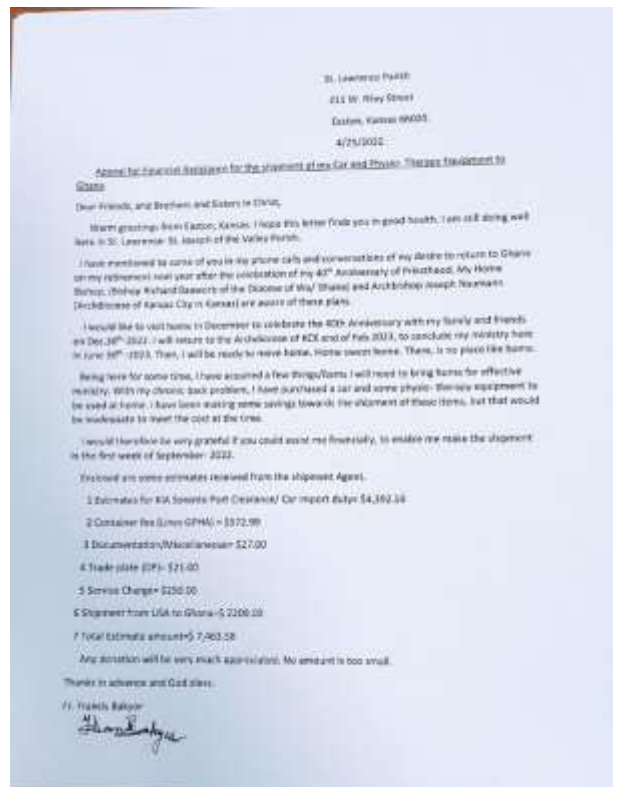 St. Lawrence Parish
211 W. Riley Street
Easton, Kansas 66020.
4/25/2022.
Appeal for Financial Assistance for the shipment of my Car and Physio- Therapy Equipment to
Ghana
Dear Friends, and Brothers and Sisters in Christ,
Warm greetings from Easton, Kansas. I hope this letter finds you in good health. I am still doing well
here in St. Lawrence- St. Joseph of the Valley Parish.
I have mentioned to some of you in my phone calls and conversations of my desire to return to Ghana
on my retirement next year after the celebration of my 40th Anniversary of Priesthood. My Home
Bishop, (Bishop Richard of the Diocese of Wa/ Ghana) and Archbishop Joseph Naumann
(Archdiocese of Kansas City in Kansas) are aware of these plans.
I would like to visit home in December to celebrate the 40th Anniversary with my family and friends
on Dec. 2022. I will return to the Archdiocese of KCK end of Feb 2023, to conclude my ministry here
in June 30th -2023. Then, I will be ready to move home. Home sweet home. There, is no place like home.
Being here for some time, I have acquired a few things/items I will need to bring home for effective
ministry. With my chronic back problem, I have purchased a car and some physio- therapy equipment to
be used at home. I have been making some savings towards the shipment of these items, but that would
be inadequate to meet the cost at the time.
I would therefore be very grateful if you could assist me financially, to enable me make the shipment
in the first week of September- 2022.
Enclosed are some estimates received from the shipment Agent.
1 Estimates for KIA Sorento Port Clearance/ Car Import duty= $4,392.59
2 Container fee (Lines GPHA) = $572.99
3 Documentation/Miscellaneous= $27.00
4 Trade plate (DP)- $21.00
5 Service Charge= $250.00
6 Shipment from USA to Ghana-$ 2200.00
7 Total Estimate amount=$ 7,463.58
Any donation will be very much appreciated. No amount is too small.
Thanks in advance and God bless.
Fr. Francis Bakyor